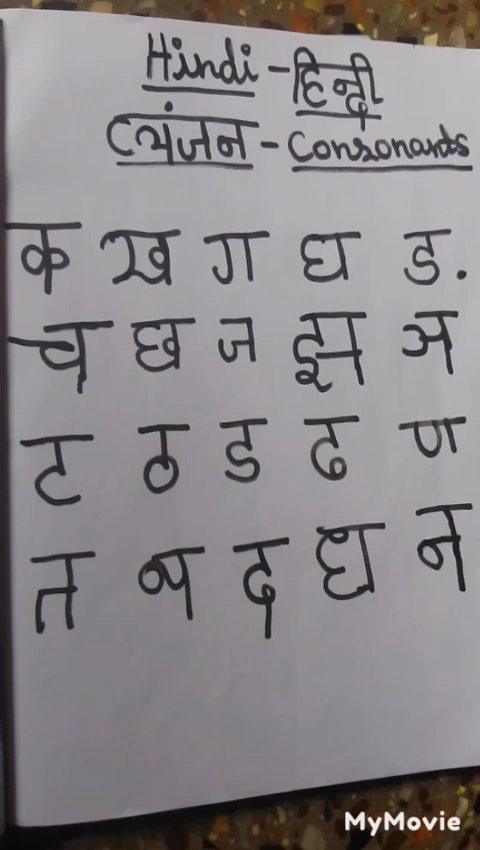 Hindi - हिन्दी
व्यंजन - Consonants
क ख ग घ ङ
च छ ज झ ञ
ट ठ ड ढ ण
त थ द ध न
MyMovie